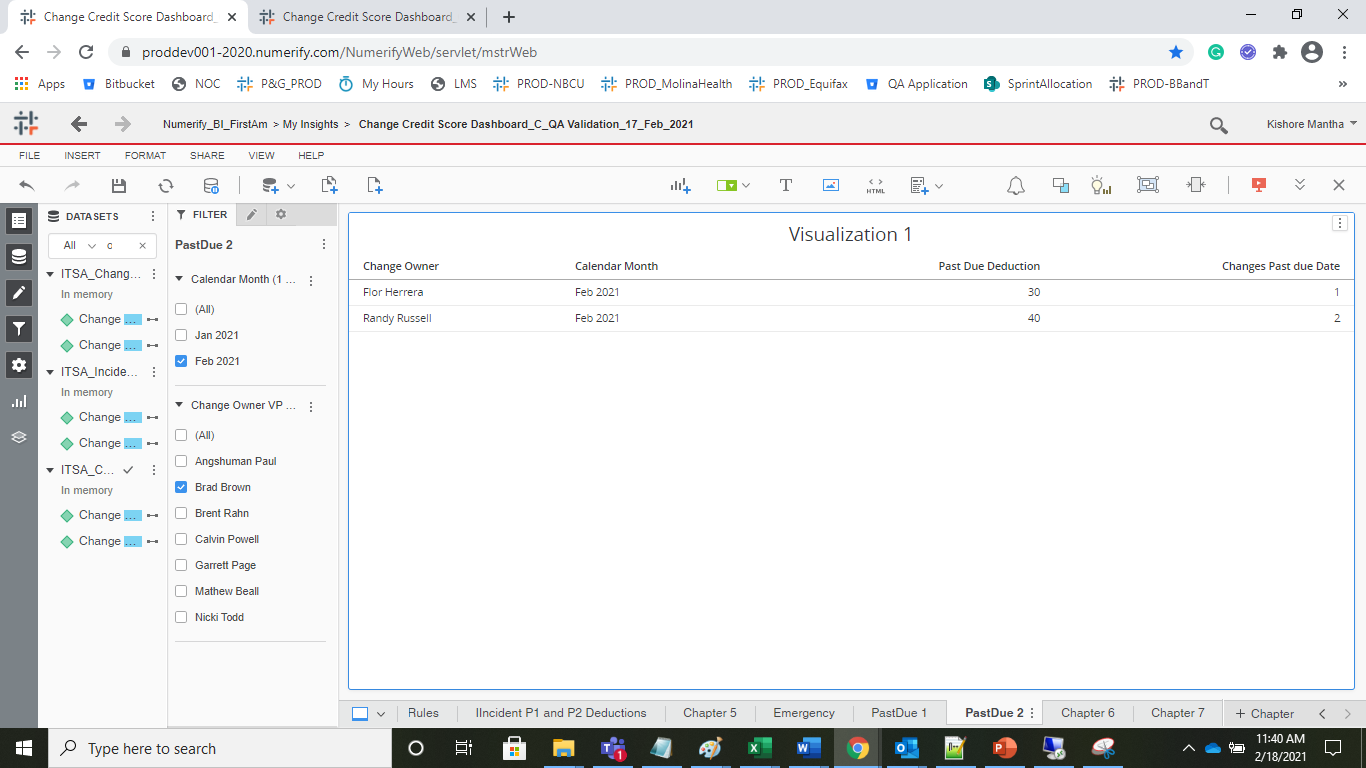 Change Credit Score Dashboard_
Change Credit Score Dashboard_
proddev001-2020.numerify.com/NumerifyWeb/servlet/mstrWeb
Apps Bitbucket NOC P&G_PROD My Hours LMS PROD-NBCU PROD_MolinaHealth PROD_Equifax QA Application SprintAllocation PROD-BBandT »
Numerify_BI_FirstAm > My Insights > Change Credit Score Dashboard_C_QA Validation_17_Feb_2021
Kishore Mantha
FILE INSERT FORMAT SHARE VIEW HELP
HTML
DATASETS
All c
ITSA_Chang...
In memory
Change ...
Change ...
ITSA_Incide...
In memory
Change ...
Change ...
ITSA_C...
In memory
Change ...
Change ...
FILTER
PastDue 2
Calendar Month (1 ...
(All)
Jan 2021
Feb 2021
Change Owner VP ...
(All)
Angshuman Paul
Brad Brown
Brent Rahn
Calvin Powell
Garrett Page
Mathew Beall
Nicki Todd
Visualization 1
Change Owner Calendar Month Past Due Deduction Changes Past due Date
Flor Herrera Feb 2021 30 1
Randy Russell Feb 2021 40 2
Rules IIncident P1 and P2 Deductions Chapter 5 Emergency PastDue 1 PastDue 2 Chapter 6 Chapter 7 + Chapter
Type here to search
1
11:40 AM
2/18/2021